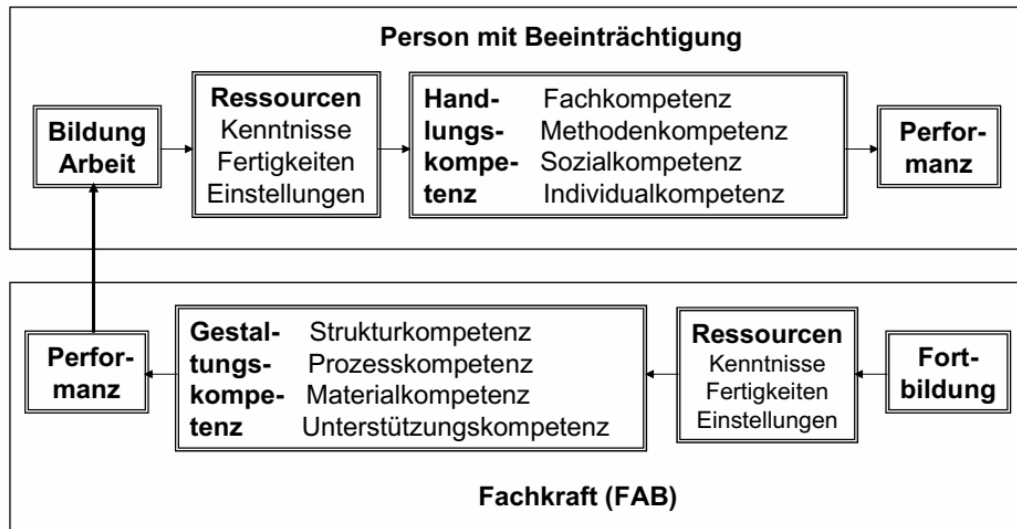 Person mit Beeinträchtigung
Bildung
Arbeit
Ressourcen
Kenntnisse
Fertigkeiten
Einstellungen
Hand- Fachkompetenz
lungs- Methodenkompetenz
kompe- Sozialkompetenz
tenz Individualkompetenz
Perfor-
manz
Perfor-
manz
Gestal- Strukturkompetenz
tungs- Prozesskompetenz
kompe- Materialkompetenz
tenz Unterstützungskompetenz
Ressourcen
Kenntnisse
Fertigkeiten
Einstellungen
Fort-
bildung
Fachkraft (FAB)